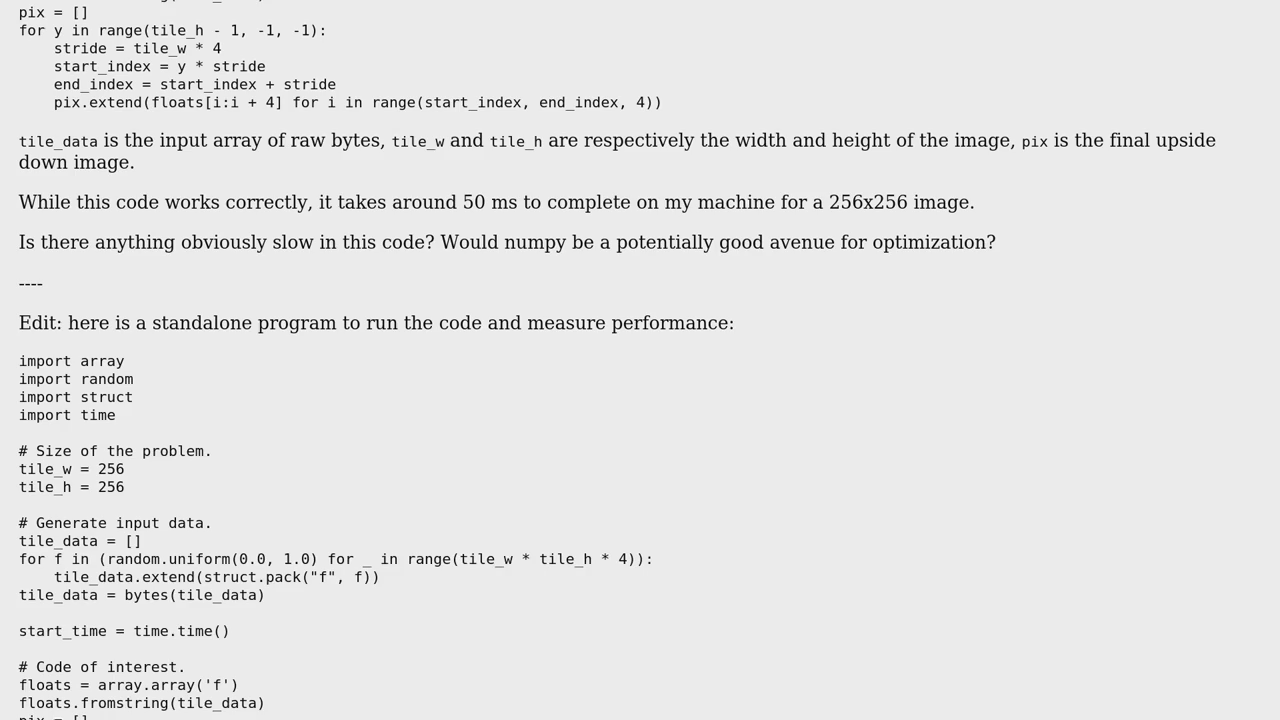 pix = []
for y in range(tile_h - 1, -1, -1):
    stride = tile_w * 4
    start_index = y * stride
    end_index = start_index + stride
    pix.extend(floats[i:i + 4] for i in range(start_index, end_index, 4))
tile_data is the input array of raw bytes, tile_w and tile_h are respectively the width and height of the image, pix is the final upside
down image.
While this code works correctly, it takes around 50 ms to complete on my machine for a 256x256 image.
Is there anything obviously slow in this code? Would numpy be a potentially good avenue for optimization?
----
Edit: here is a standalone program to run the code and measure performance:
import array
import random
import struct
import time
# Size of the problem.
tile_w = 256
tile_h = 256
# Generate input data.
tile_data = []
for f in (random.uniform(0.0, 1.0) for _ in range(tile_w * tile_h * 4)):
    tile_data.extend(struct.pack("f", f))
tile_data = bytes(tile_data)
start_time = time.time()
# Code of interest.
floats = array.array('f')
floats.fromstring(tile_data)
pix = []